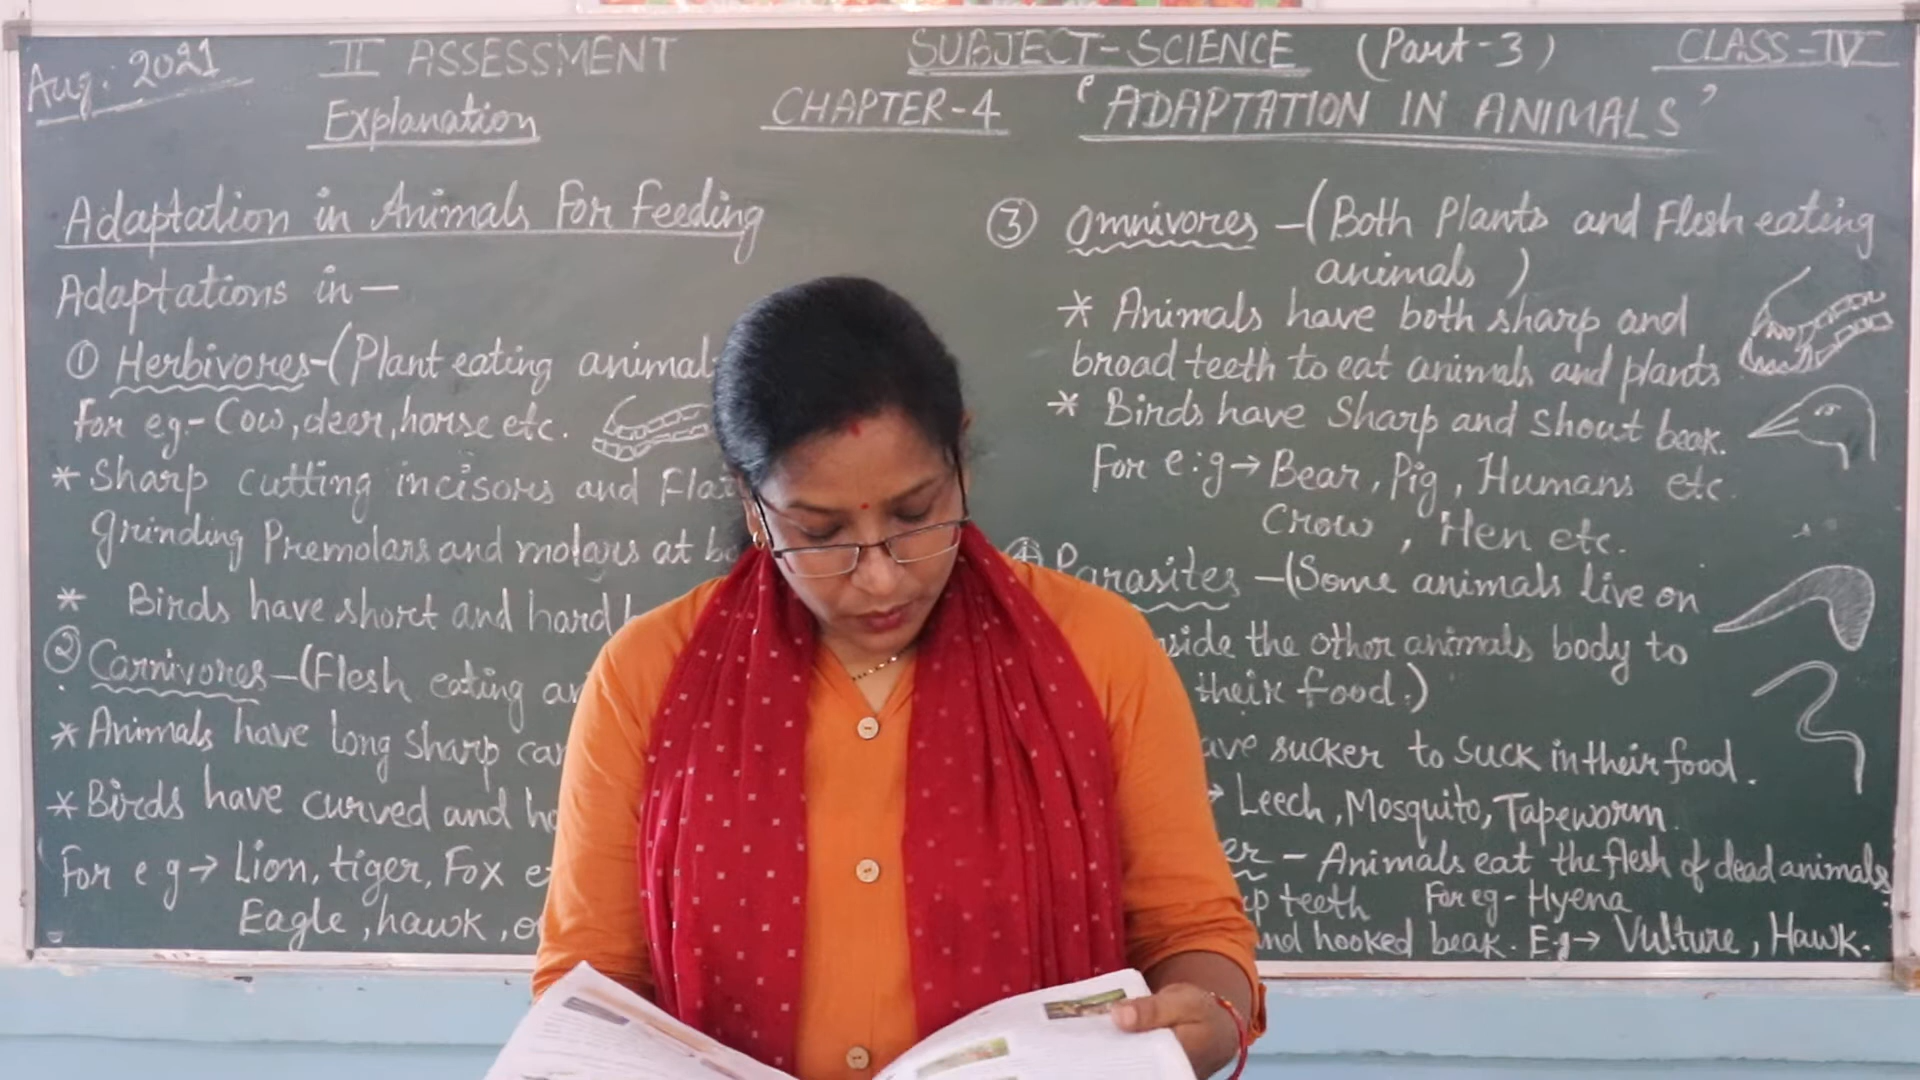 Aug. 2021
II ASSESSMENT
SUBJECT-SCIENCE (Part-3)
CLASS-IV
Explanation
CHAPTER-4 'ADAPTATION IN ANIMALS'
Adaptation in Animals For Feeding
Adaptations in-
① Herbivores-(Plant eating animal
For eg.- Cow, deer, horse etc.
* Sharp cutting incisors and Flat
grinding Premolars and molars at
* Birds have short and hard
② Carnivores-(Flesh eating
* Animals have long sharp
* Birds have curved and
For e g→ Lion, tiger, Fox
Eagle, hawk,
③ Omnivores -(Both Plants and Flesh eating
animals)
* Animals have both sharp and
broad teeth to eat animals and plants
* Birds have Sharp and Shout beak.
For e:g→ Bear, Pig, Humans etc.
Crow, Hen etc.
④ Parasites -(Some animals live on
the other animals body to
their food.)
sucker to suck in their food.
→ Leech, Mosquito, Tapeworm.
- Animals eat the flesh of dead animals
teeth For eg- Hyena
and hooked beak. E.g→ Vulture, Hawk.